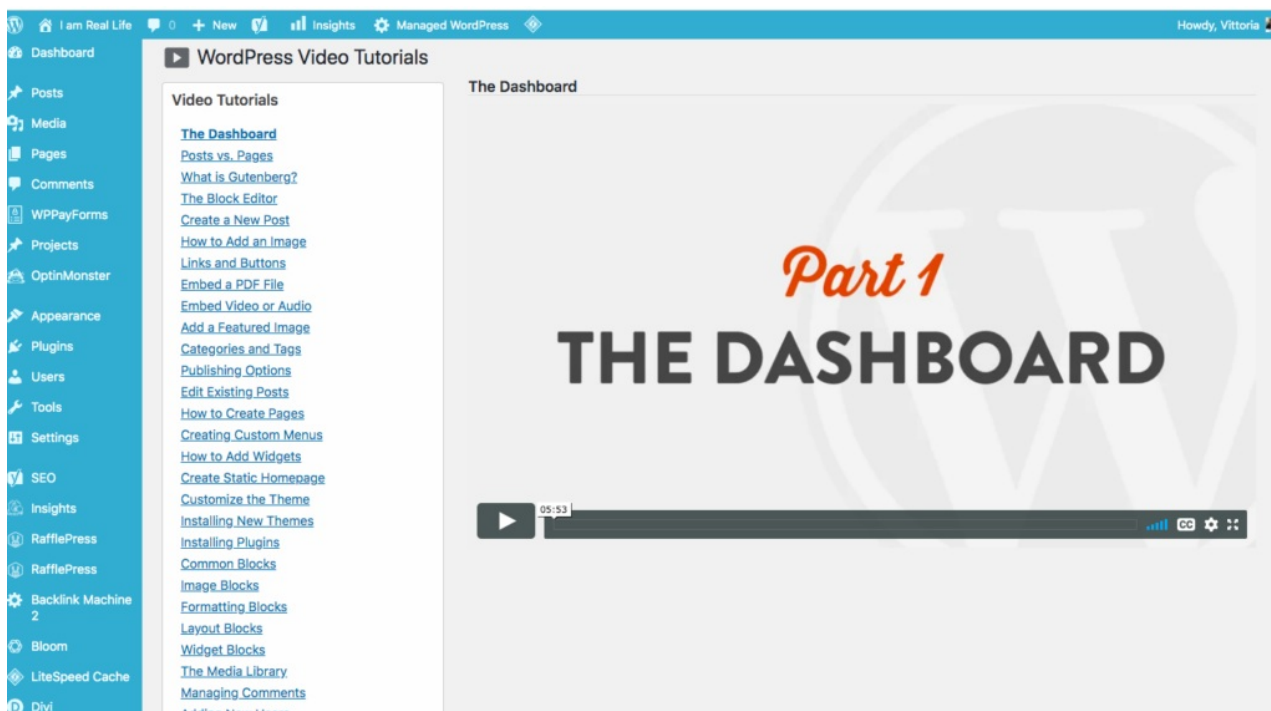 I am Real Life 0 New Insights Managed WordPress Howdy, Vittoria
Dashboard
Posts
Media
Pages
Comments
WPPayForms
Projects
OptinMonster
Appearance
Plugins
Users
Tools
Settings
SEO
Insights
RafflePress
RafflePress
Backlink Machine
2
Bloom
LiteSpeed Cache
Divi
WordPress Video Tutorials
Video Tutorials
The Dashboard
Posts vs. Pages
What is Gutenberg?
The Block Editor
Create a New Post
How to Add an Image
Links and Buttons
Embed a PDF File
Embed Video or Audio
Add a Featured Image
Categories and Tags
Publishing Options
Edit Existing Posts
How to Create Pages
Creating Custom Menus
How to Add Widgets
Create Static Homepage
Customize the Theme
Installing New Themes
Installing Plugins
Common Blocks
Image Blocks
Formatting Blocks
Layout Blocks
Widget Blocks
The Media Library
Managing Comments
The Dashboard
Part 1
THE DASHBOARD
05:53
CC